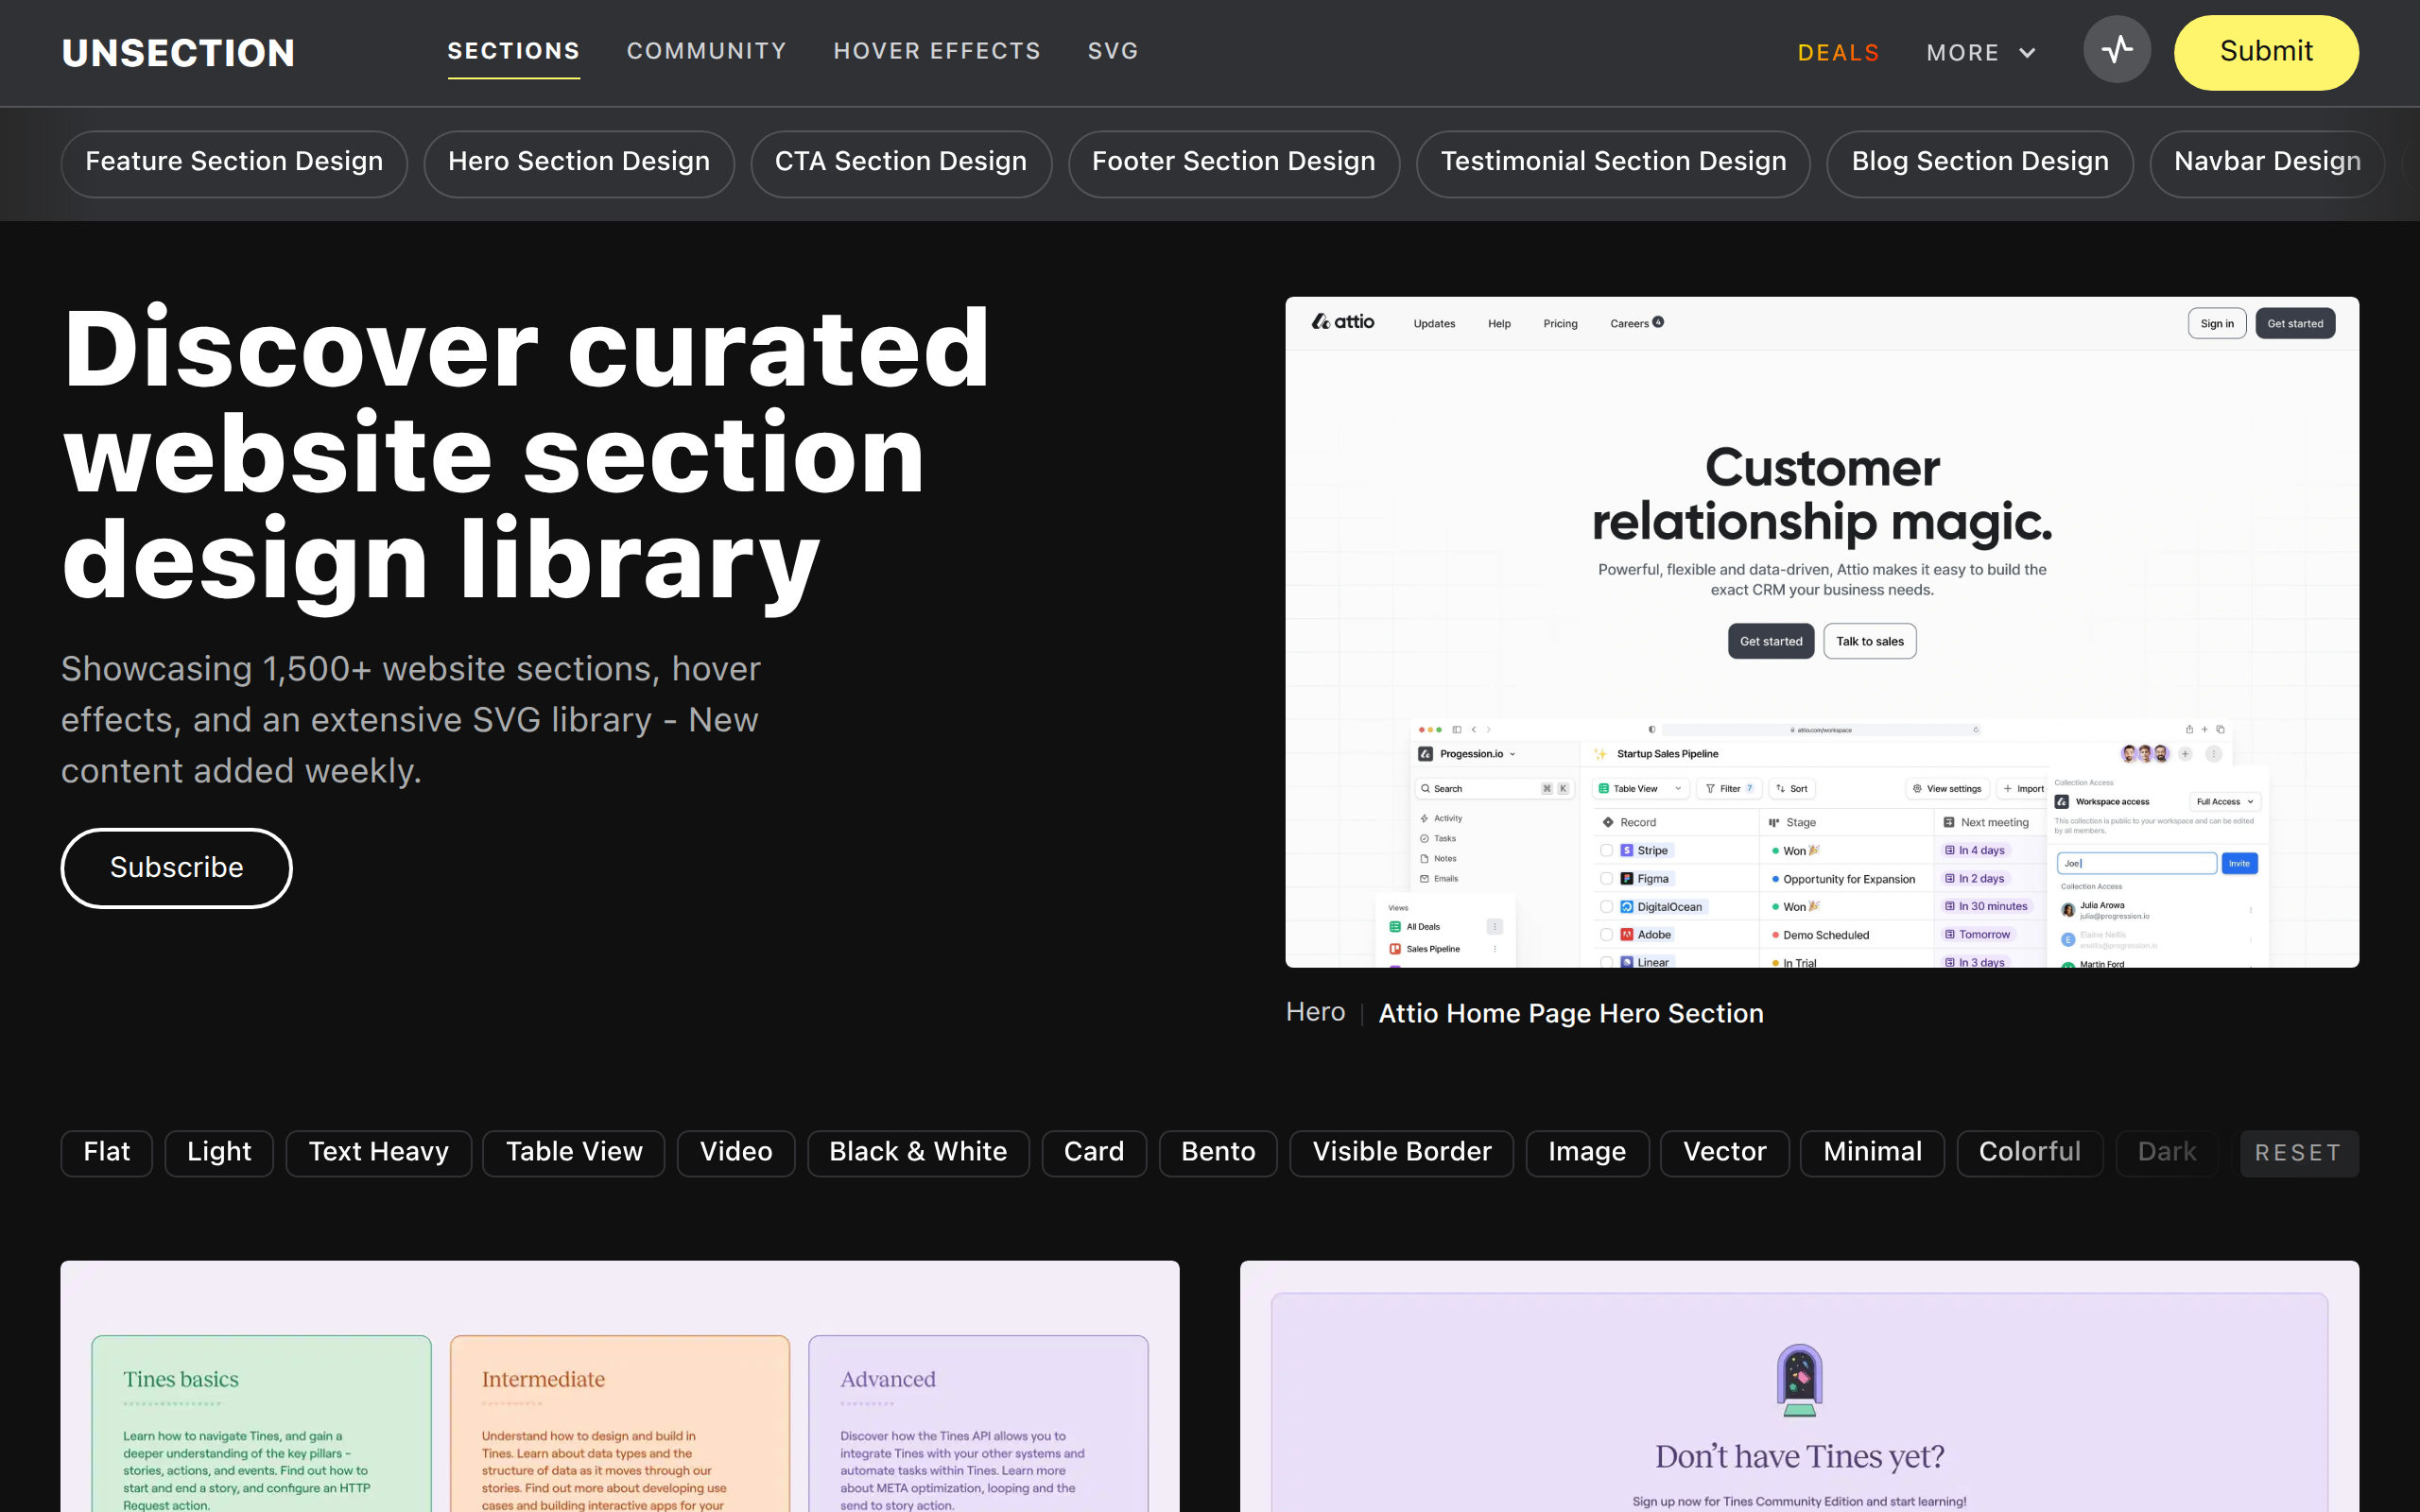 UNSECTION
SECTIONS
COMMUNITY
HOVER EFFECTS
SVG
DEALS
MORE
Submit
Feature Section Design
Hero Section Design
CTA Section Design
Footer Section Design
Testimonial Section Design
Blog Section Design
Navbar Design
Discover curated
website section
design library
Showcasing 1,500+ website sections, hover
effects, and an extensive SVG library - New
content added weekly.
Subscribe
attio
Updates
Help
Pricing
Careers 4
Sign in
Get started
Customer
relationship magic.
Powerful, flexible and data-driven, Attio makes it easy to build the
exact CRM your business needs.
Get started
Talk to sales
attio.com/workspace
Progession.io
Startup Sales Pipeline
Search
⌘ K
Table View
Filter 7
Sort
View settings
Import
Activity
Tasks
Notes
Emails
Views
All Deals
Sales Pipeline
Record
Stage
Next meeting
Stripe
Won 🎉
In 4 days
Figma
Opportunity for Expansion
In 2 days
DigitalOcean
Won 🎉
In 30 minutes
Adobe
Demo Scheduled
Tomorrow
Linear
In Trial
In 3 days
Collection Access
Workspace access
Full Access
This collection is public to your workspace and can be edited
by all members.
Joe
Invite
Collection Access
Julia Arowa
julia@progression.io
E
Elaine Nellis
enellis@progression.io
Martin Ford
Hero | Attio Home Page Hero Section
Flat
Light
Text Heavy
Table View
Video
Black & White
Card
Bento
Visible Border
Image
Vector
Minimal
Colorful
Dark
RESET
Tines basics
Learn how to navigate Tines, and gain a
deeper understanding of the key pillars –
stories, actions, and events. Find out how to
start and end a story, and configure an HTTP
Request action.
Intermediate
Understand how to design and build in
Tines. Learn about data types and the
structure of data as it moves through our
stories. Find out more about developing use
cases and building interactive apps for your
Advanced
Discover how the Tines API allows you to
integrate Tines with your other systems and
automate tasks within Tines. Learn more
about META optimization, looping and the
send to story action.
Don't have Tines yet?
Sign up now for Tines Community Edition and start learning!